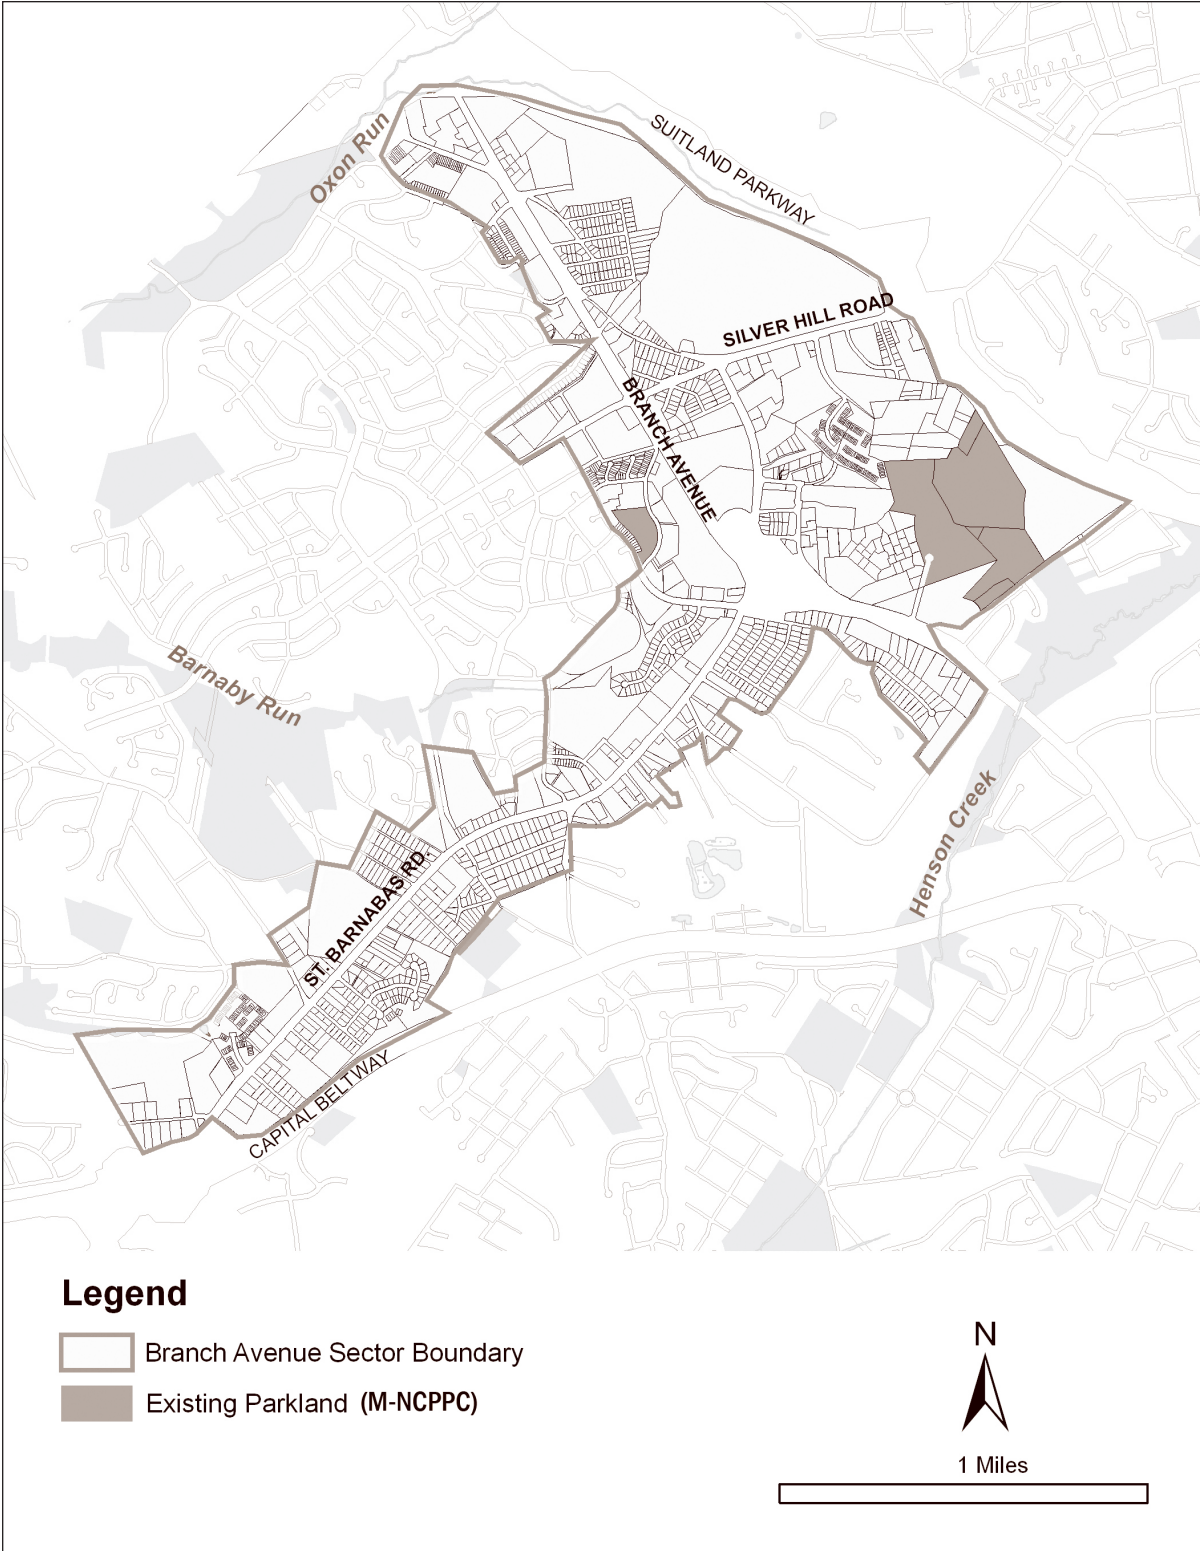 Oxon Run
SUITLAND PARKWAY
SILVER HILL ROAD
BRANCH AVENUE
Barnaby Run
Henson Creek
ST. BARNABAS RD.
CAPITAL BELTWAY
Legend
Branch Avenue Sector Boundary
Existing Parkland (M-NCPPC)
N
1 Miles